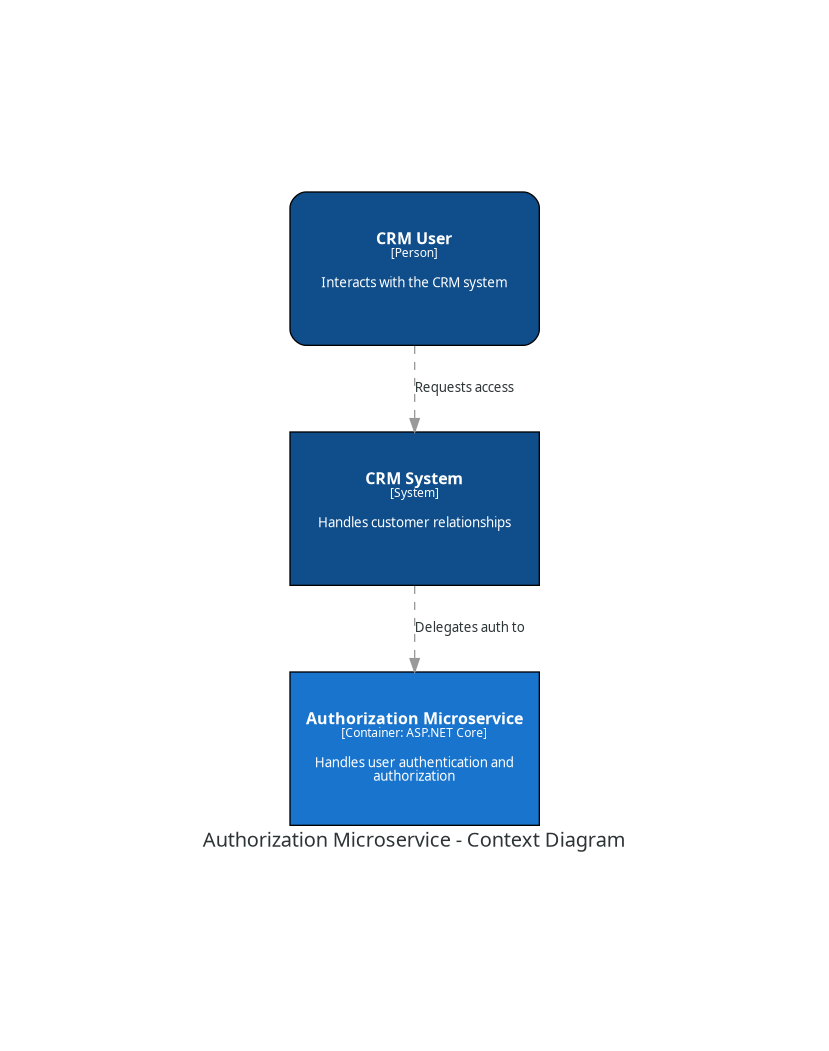 CRM User
[Person]
Interacts with the CRM system
Requests access
CRM System
[System]
Handles customer relationships
Delegates auth to
Authorization Microservice
[Container: ASP.NET Core]
Handles user authentication and
authorization
Authorization Microservice - Context Diagram